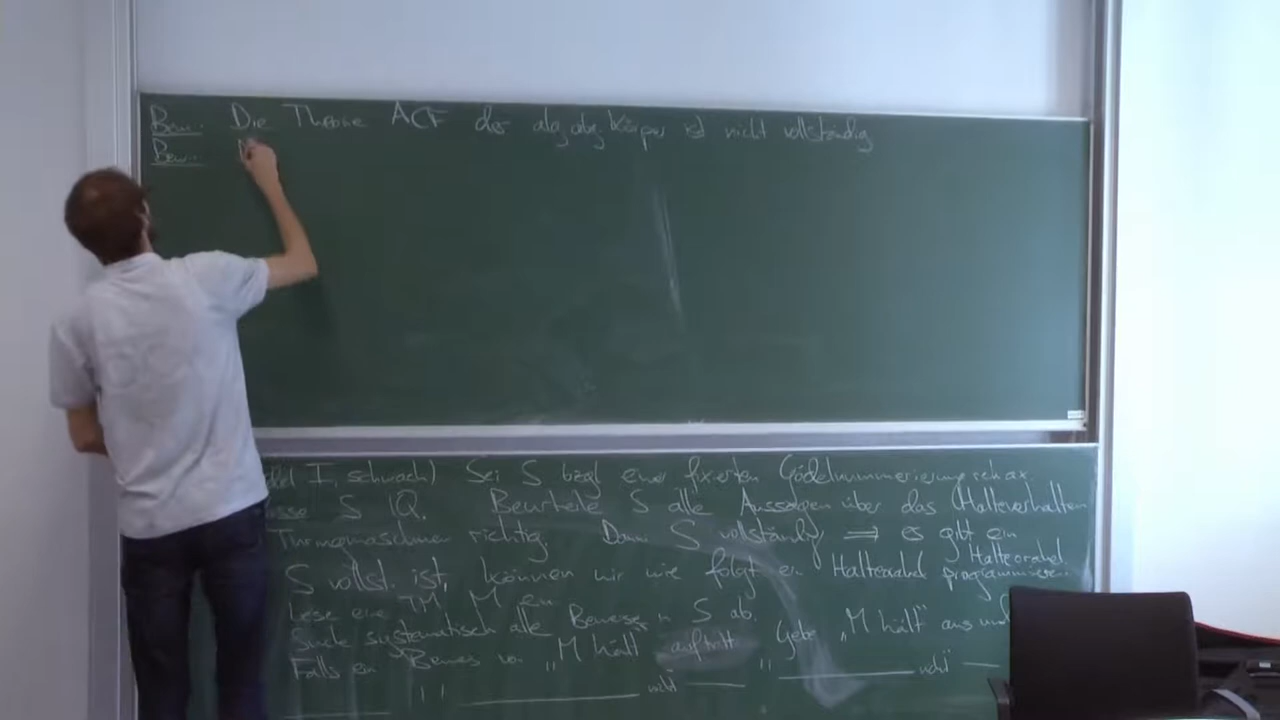 Bem.: Die Theorie ACF der alg. abg. Körper ist nicht vollständig
Bew.:
I, schwach) Sei S bzgl einer fixierten Gödelnummerierung rek. ax.
S IQ. Beurteile S alle Aussagen über das Halteverhalten
Turingmaschinen richtig. Dann S vollständig ⟹ es gibt ein
Halteorakel
S vollst. ist, können wir wie folgt ein Halteorakel programmieren
Lese eine TM M ein
Suche systematisch alle Beweise in S ab.
Falls ein Beweis von „M hält" auftritt, gebe „M hält" aus und
" nicht " nicht